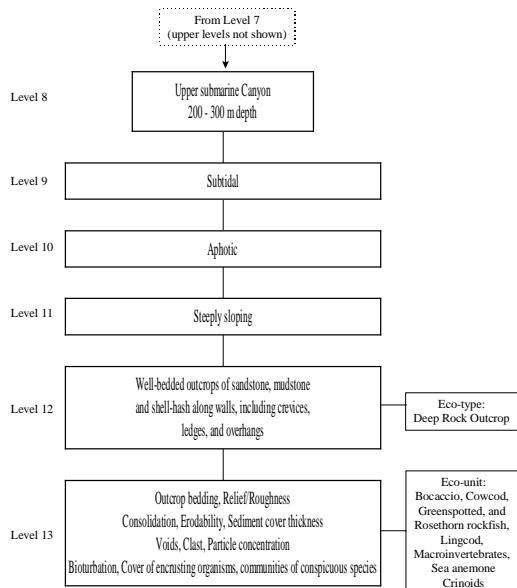 From Level 7
(upper levels not shown)
Level 8
Upper submarine Canyon
200 - 300 m depth
Level 9
Subtidal
Level 10
Aphotic
Level 11
Steeply sloping
Level 12
Well-bedded outcrops of sandstone, mudstone
and shell-hash along walls, including crevices,
ledges, and overhangs
Eco-type:
Deep Rock Outcrop
Level 13
Outcrop bedding, Relief/Roughness
Consolidation, Erodability, Sediment cover thickness
Voids, Clast, Particle concentration
Bioturbation, Cover of encrusting organisms, communities of conspicuous species
Eco-unit:
Bocaccio, Cowcod,
Greenspotted, and
Rosethorn rockfish,
Lingcod,
Macroinvertebrates,
Sea anemone
Crinoids